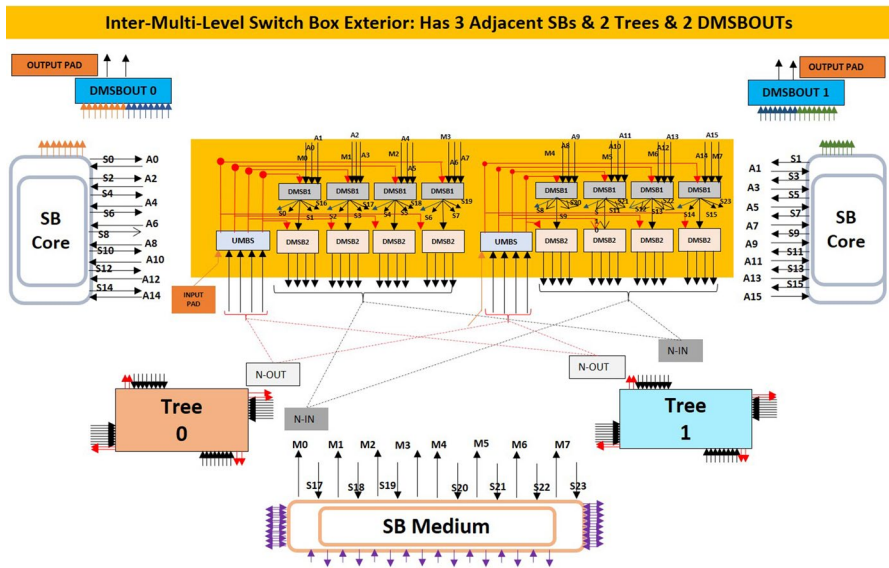 Inter-Multi-Level Switch Box Exterior: Has 3 Adjacent SBs & 2 Trees & 2 DMSBOUTs
OUTPUT PAD
OUTPUT PAD
DMSBOUT 0
DMSBOUT 1
A1
A2
A4
M3
A9
A11
A13
A15
M0
A0
M1
A3
M2
A5
A6
A7
M4
A8
A10
M5
M6
A12
A14
M7
DMSB1
DMSB1
DMSB1
DMSB1
DMSB1
DMSB1
DMSB1
DMSB1
S16
S17
S18
S19
S20
S21
S23
S0
S1
S2
S3
S4
S5
S6
S7
S8
S9
S11
S12
S13
S14
S15
UMBS
DMSB2
DMSB2
DMSB2
DMSB2
UMBS
DMSB2
DMSB2
DMSB2
DMSB2
INPUT
PAD
SB
Core
S0
A0
S2
A2
S4
A4
S6
A6
S8
A8
S10
A10
S12
A12
S14
A14
S1
A1
S3
A3
S5
A5
S7
A7
S9
A9
S11
A11
S13
A13
S15
A15
SB
Core
N-OUT
N-IN
N-OUT
N-IN
Tree
0
Tree
1
M0
M1
M2
M3
M4
M5
M6
M7
S17
S18
S19
S20
S21
S22
S23
SB Medium